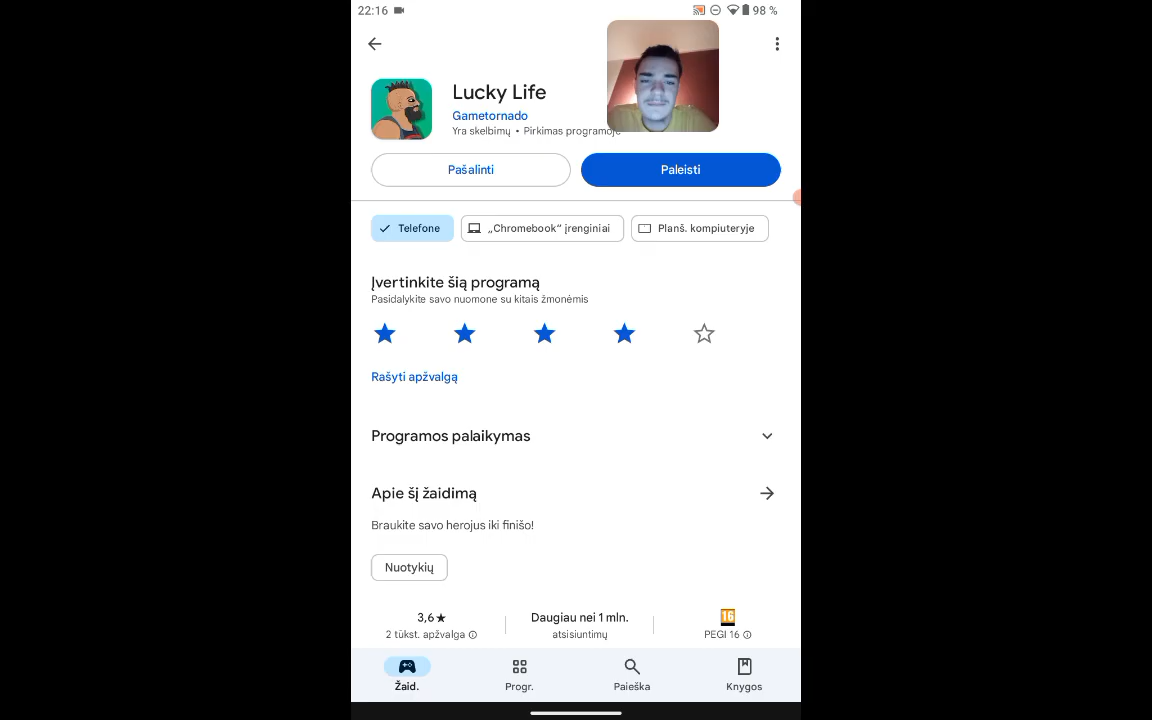 22:16
98 %
Lucky Life
Gametornado
Yra skelbimų • Pirkimas programoje
Pašalinti
Paleisti
Telefone
„Chromebook“ įrenginiai
Planš. kompiuteryje
Įvertinkite šią programą
Pasidalykite savo nuomone su kitais žmonėmis
Rašyti apžvalgą
Programos palaikymas
Apie šį žaidimą
Braukite savo herojus iki finišo!
Nuotykių
3,6★
Daugiau nei 1 mln.
16
2 tūkst. apžvalga
atsisiuntimų
PEGI 16
Žaid.
Progr.
Paieška
Knygos